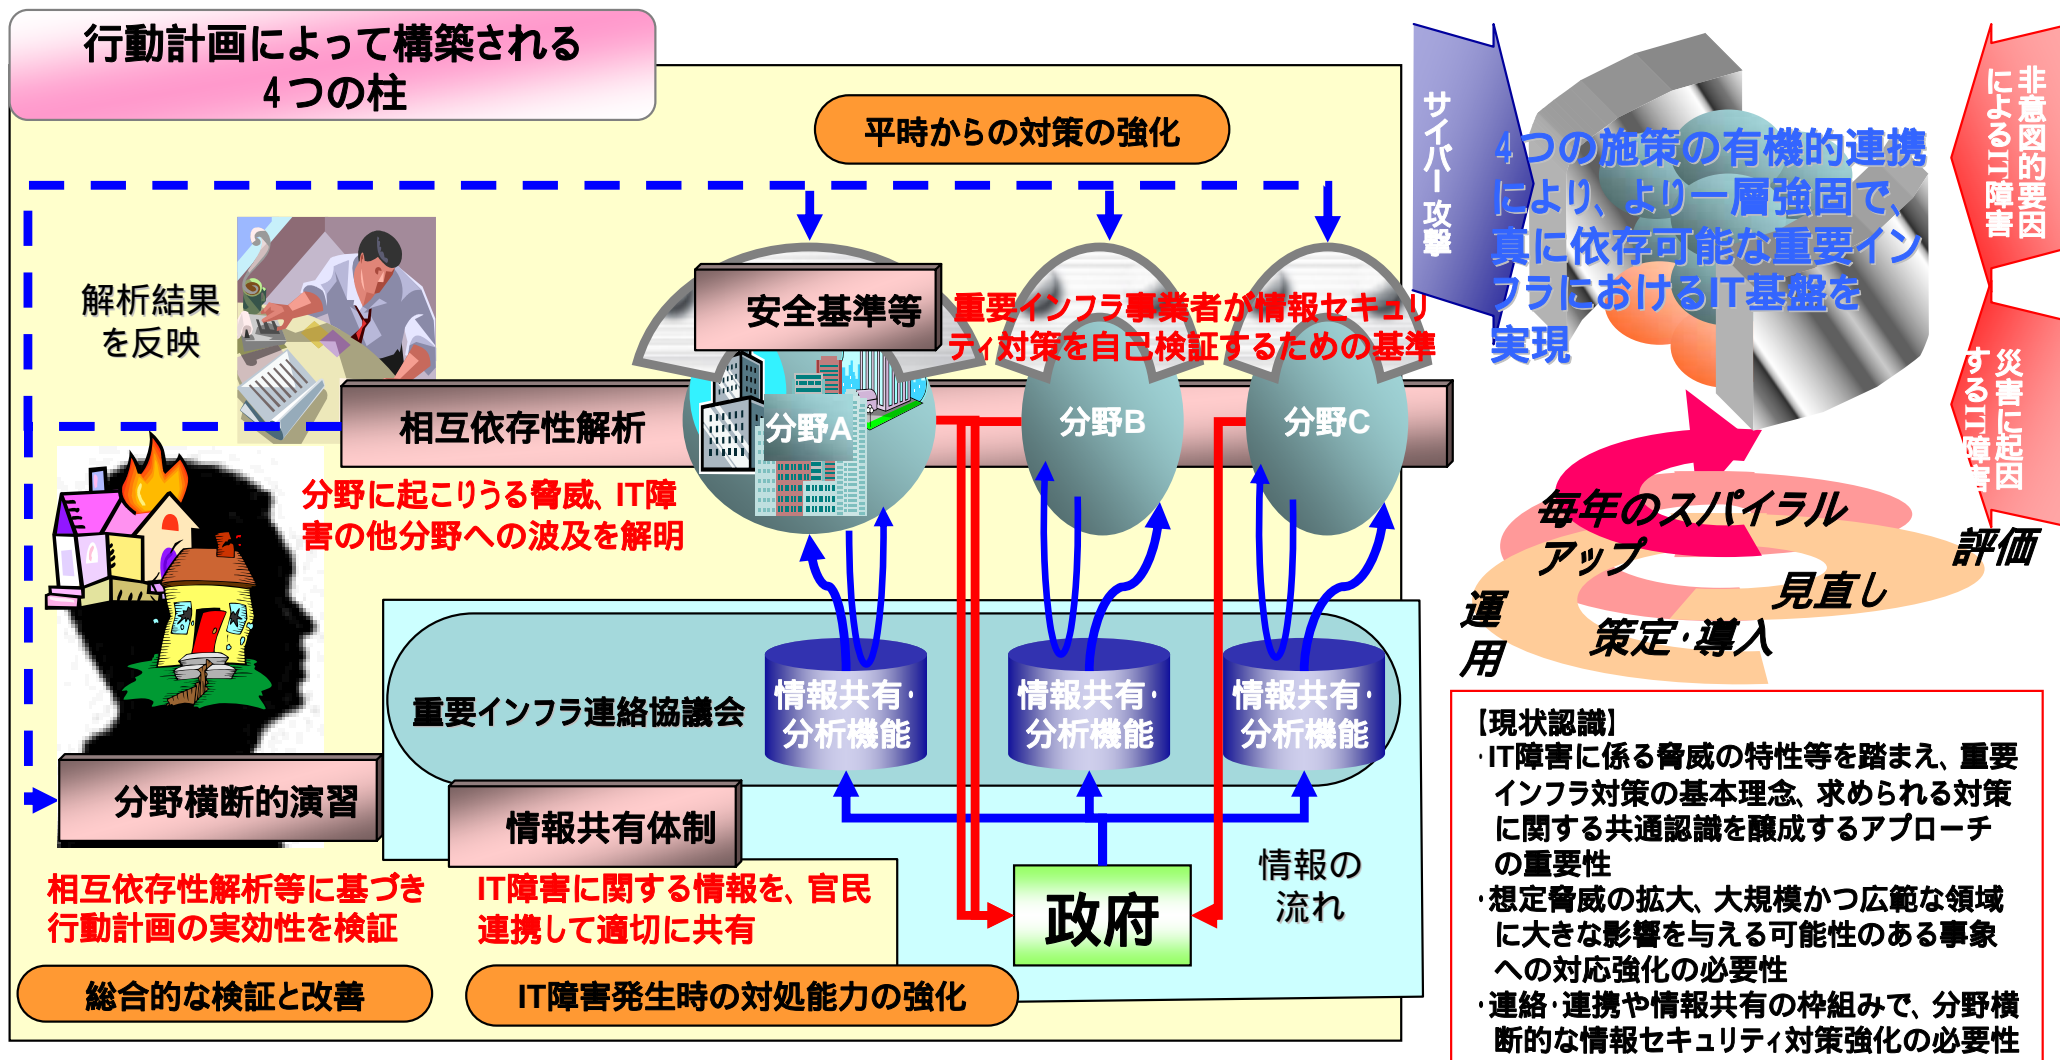 行動計画によって構築される
4つの柱
平時からの対策の強化
解析結果
を反映
安全基準等
重要インフラ事業者が情報セキュリ
ティ対策を自己検証するための基準
相互依存性解析
分野A
分野B
分野C
分野に起こりうる脅威、IT障
害の他分野への波及を解明
重要インフラ連絡協議会
情報共有・
分析機能
情報共有・
分析機能
情報共有・
分析機能
分野横断的演習
情報共有体制
相互依存性解析等に基づき
行動計画の実効性を検証
IT障害に関する情報を、官民
連携して適切に共有
政府
情報の
流れ
総合的な検証と改善
IT障害発生時の対処能力の強化
サイバー攻撃
4つの施策の有機的連携
により、より一層強固で、
真に依存可能な重要イン
フラにおけるIT基盤を
実現
非意図的要因
によるIT障害
災害に起因
するIT障害
毎年のスパイラル
アップ
評価
見直し
運
用
策定・導入
【現状認識】
・IT障害に係る脅威の特性等を踏まえ、重要
インフラ対策の基本理念、求められる対策
に関する共通認識を醸成するアプローチ
の重要性
・想定脅威の拡大、大規模かつ広範な領域
に大きな影響を与える可能性のある事象
への対応強化の必要性
・連絡・連携や情報共有の枠組みで、分野横
断的な情報セキュリティ対策強化の必要性